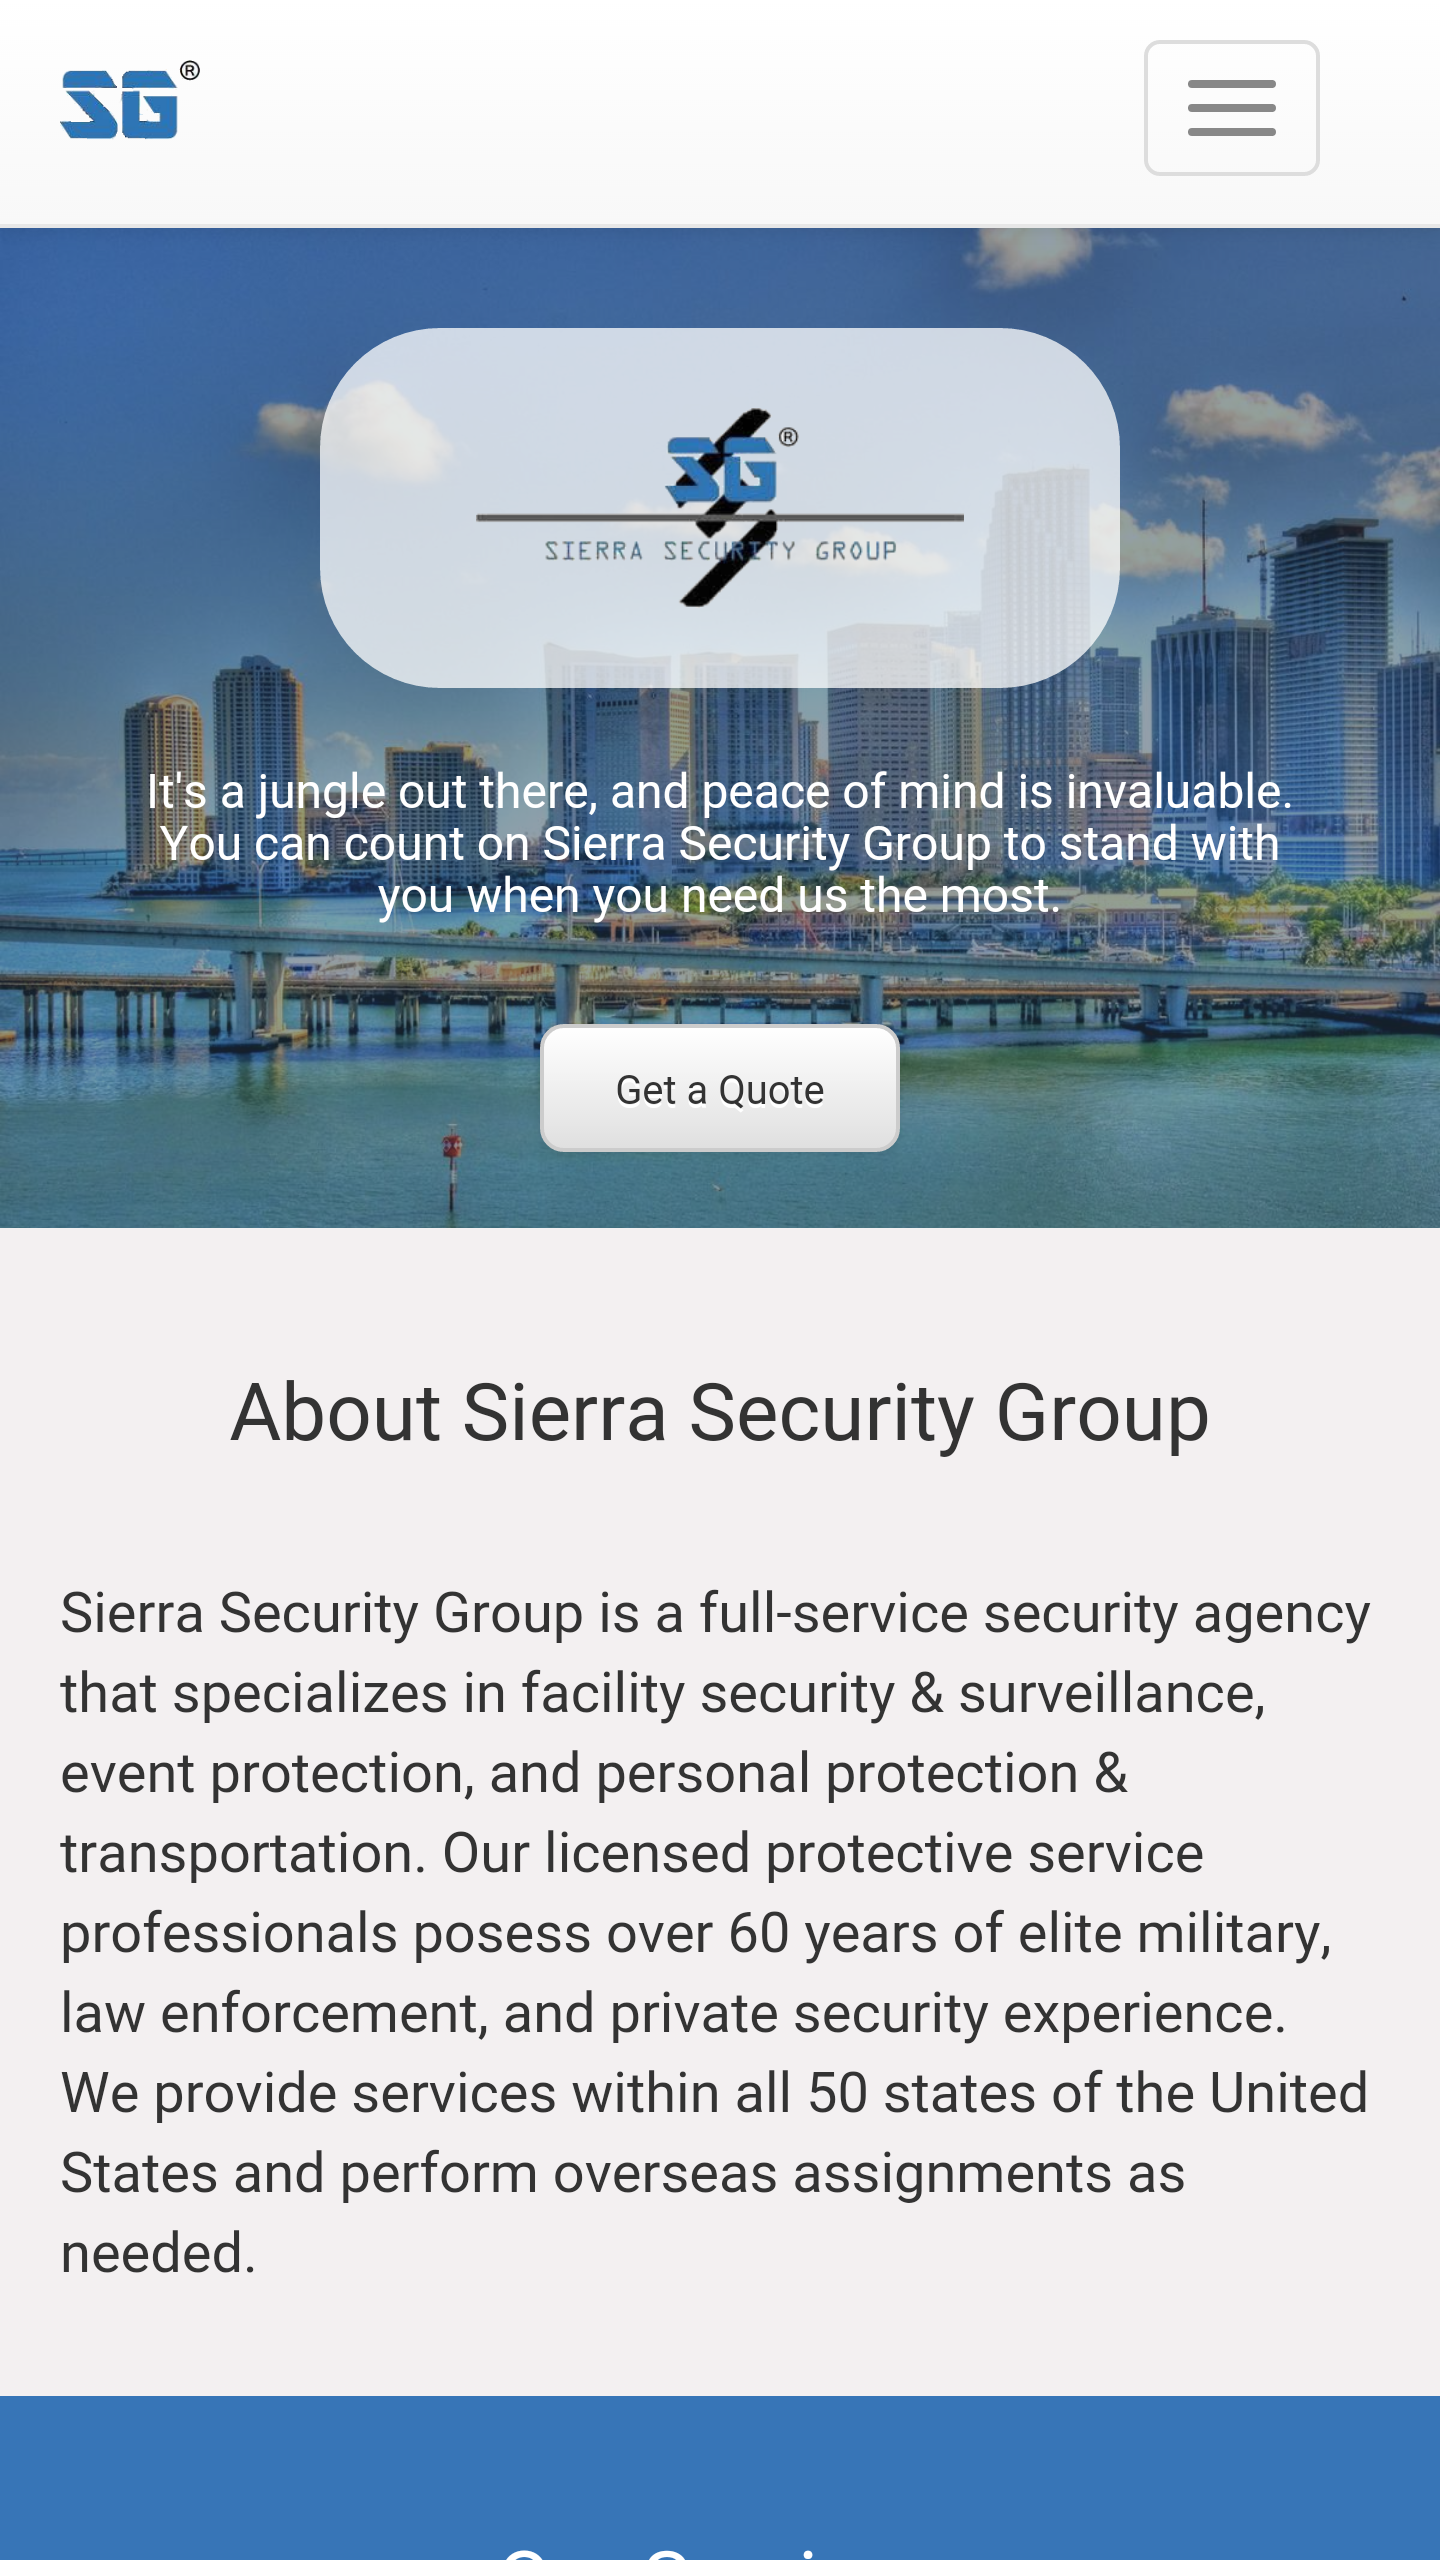 SG®
SG®
SIERRA SECURITY GROUP
It's a jungle out there, and peace of mind is invaluable.
You can count on Sierra Security Group to stand with
you when you need us the most.
Get a Quote
About Sierra Security Group
Sierra Security Group is a full-service security agency
that specializes in facility security & surveillance,
event protection, and personal protection &
transportation. Our licensed protective service
professionals posess over 60 years of elite military,
law enforcement, and private security experience.
We provide services within all 50 states of the United
States and perform overseas assignments as
needed.